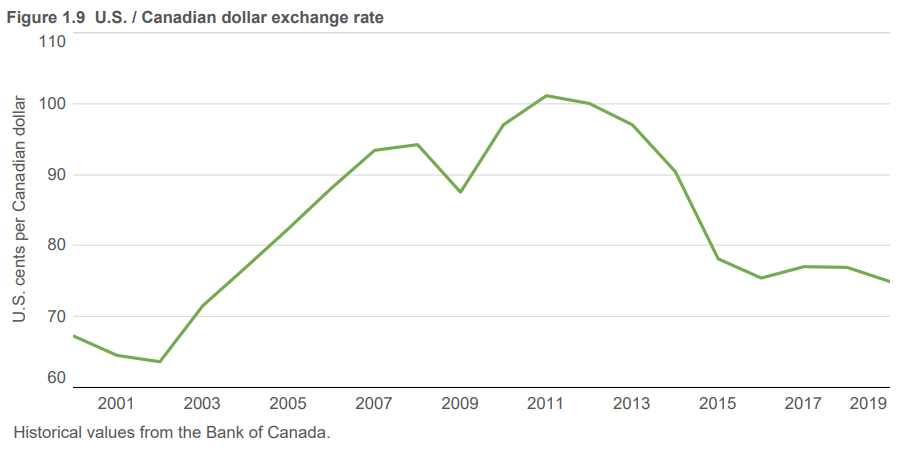 Figure 1.9 U.S. / Canadian dollar exchange rate
U.S. cents per Canadian dollar
110
100
90
80
70
60
2001 2003 2005 2007 2009 2011 2013 2015 2017 2019
Historical values from the Bank of Canada.